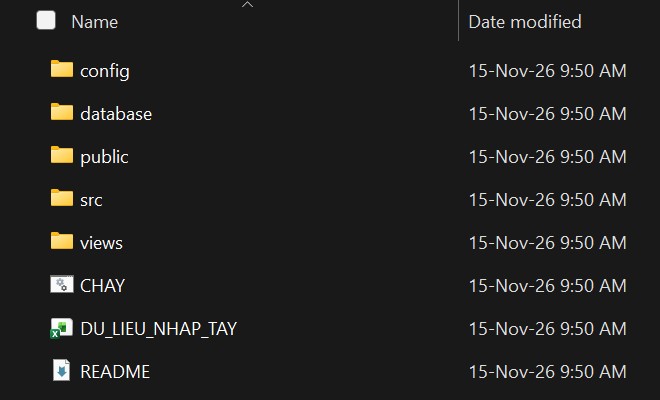 Name Date modified
config 15-Nov-26 9:50 AM
database 15-Nov-26 9:50 AM
public 15-Nov-26 9:50 AM
src 15-Nov-26 9:50 AM
views 15-Nov-26 9:50 AM
CHAY 15-Nov-26 9:50 AM
DU_LIEU_NHAP_TAY 15-Nov-26 9:50 AM
README 15-Nov-26 9:50 AM